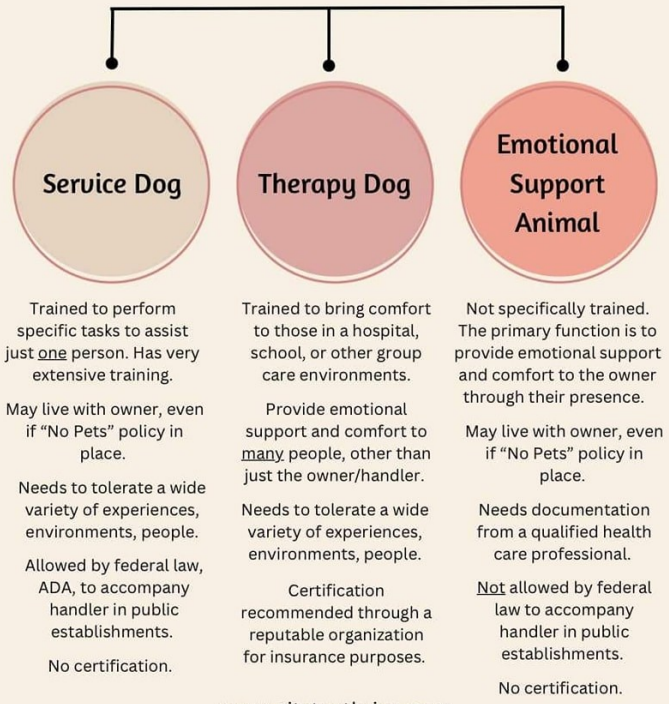 Service Dog
Trained to perform
specific tasks to assist
just one person. Has very
extensive training.
May live with owner, even
if “No Pets” policy in
place.
Needs to tolerate a wide
variety of experiences,
environments, people.
Allowed by federal law,
ADA, to accompany
handler in public
establishments.
No certification.
Therapy Dog
Trained to bring comfort
to those in a hospital,
school, or other group
care environments.
Provide emotional
support and comfort to
many people, other than
just the owner/handler.
Needs to tolerate a wide
variety of experiences,
environments, people.
Certification
recommended through a
reputable organization
for insurance purposes.
Emotional
Support
Animal
Not specifically trained.
The primary function is to
provide emotional support
and comfort to the owner
through their presence.
May live with owner, even
if “No Pets” policy in
place.
Needs documentation
from a qualified health
care professional.
Not allowed by federal
law to accompany
handler in public
establishments.
No certification.